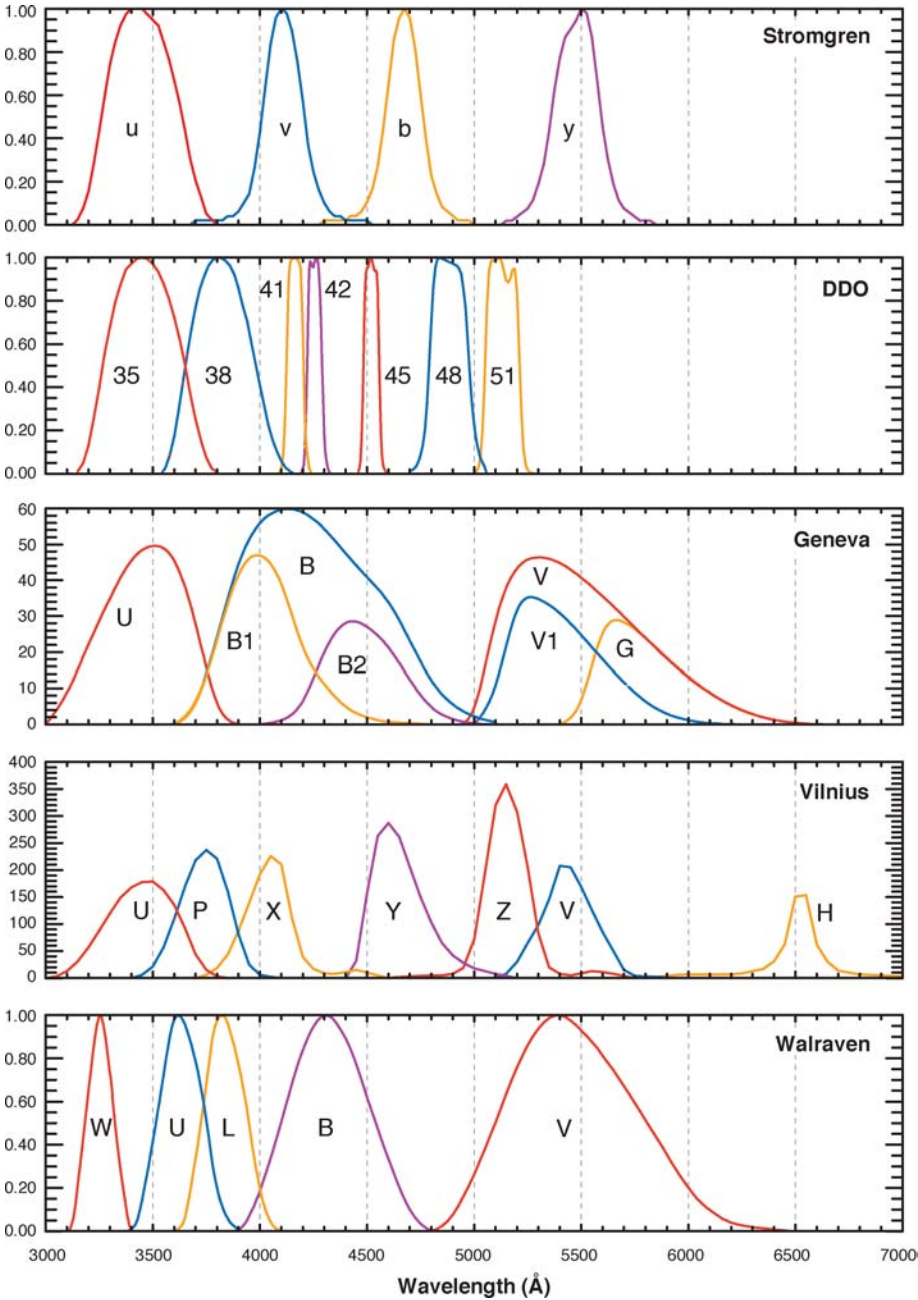 1.00
0.80
0.60
0.40
0.20
0.00
Stromgren
u
v
b
y
1.00
0.80
0.60
0.40
0.20
0.00
DDO
41
42
35
38
45
48
51
60
50
40
30
20
10
0
Geneva
U
B
B1
B2
V
V1
G
400
350
300
250
200
150
100
50
0
Vilnius
U
P
X
Y
Z
V
H
1.00
0.80
0.60
0.40
0.20
0.00
Walraven
W
U
L
B
V
3000 3500 4000 4500 5000 5500 6000 6500 7000
Wavelength (Å)